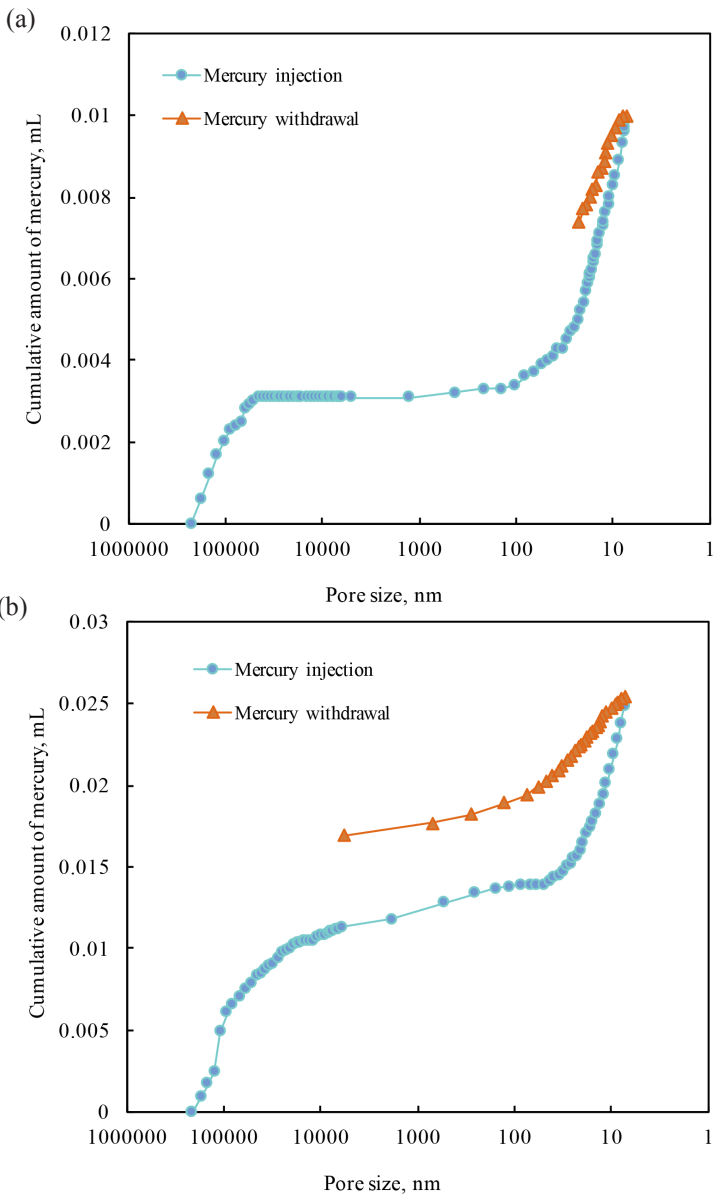 (a)
0.012
0.01
0.008
0.006
0.004
0.002
0
Cumulative amount of mercury, mL
Mercury injection
Mercury withdrawal
1000000 100000 10000 1000 100 10 1
Pore size, nm
(b)
0.03
0.025
0.02
0.015
0.01
0.005
0
Cumulative amount of mercury, mL
Mercury injection
Mercury withdrawal
1000000 100000 10000 1000 100 10 1
Pore size, nm